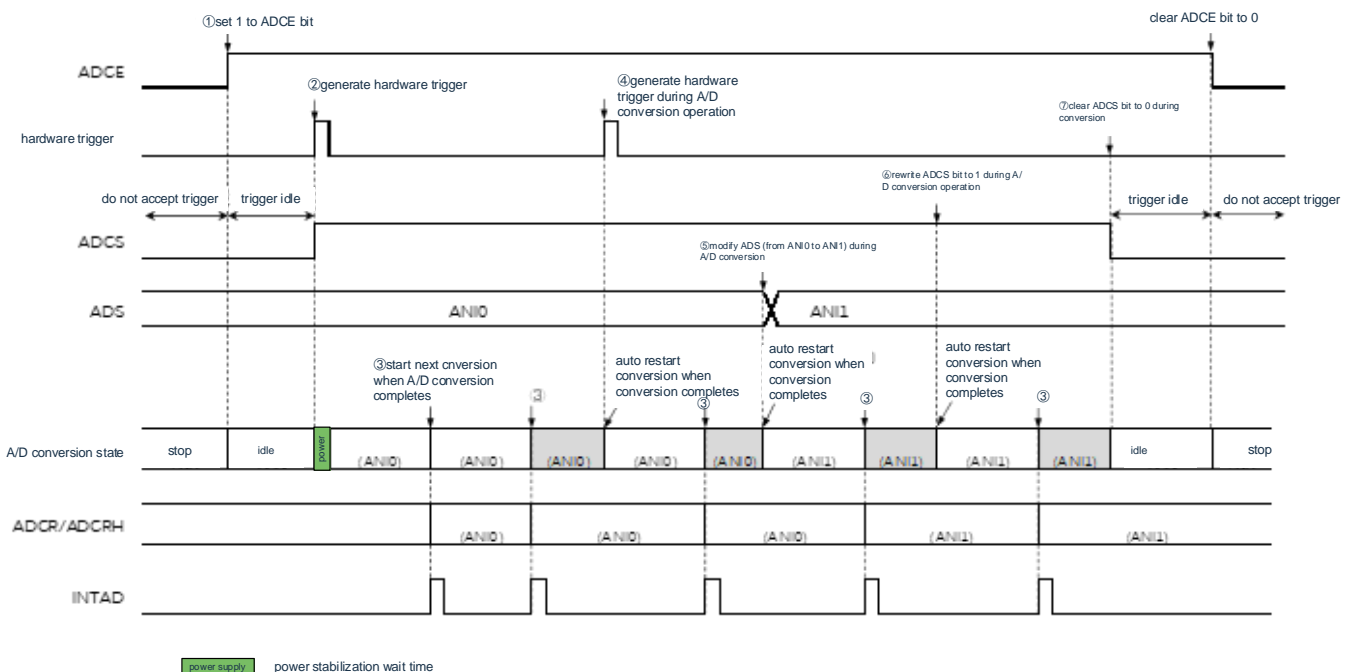 ①set 1 to ADCE bit
clear ADCE bit to 0
ADCE
②generate hardware trigger
④generate hardware
trigger during A/D
conversion operation
⑦clear ADCS bit to 0 during
conversion
hardware trigger
⑥rewrite ADCS bit to 1 during A/
D conversion operation
do not accept trigger
trigger idle
trigger idle
do not accept trigger
ADCS
⑤modify ADS (from ANI0 to ANI1) during
A/D conversion
ADS
ANI0
ANI1
③start next cnversion
when A/D conversion
completes
③
auto restart
conversion when
conversion completes
③
auto restart
conversion when
conversion
completes
③
auto restart
conversion when
conversion
completes
③
A/D conversion state
stop
idle
power
(ANI0)
(ANI0)
(ANI0)
(ANI0)
(ANI0)
(ANI1)
(ANI1)
(ANI1)
(ANI1)
idle
stop
ADCR/ADCRH
(ANI0)
(ANI0)
(ANI0)
(ANI1)
(ANI1)
INTAD
power supply
power stabilization wait time